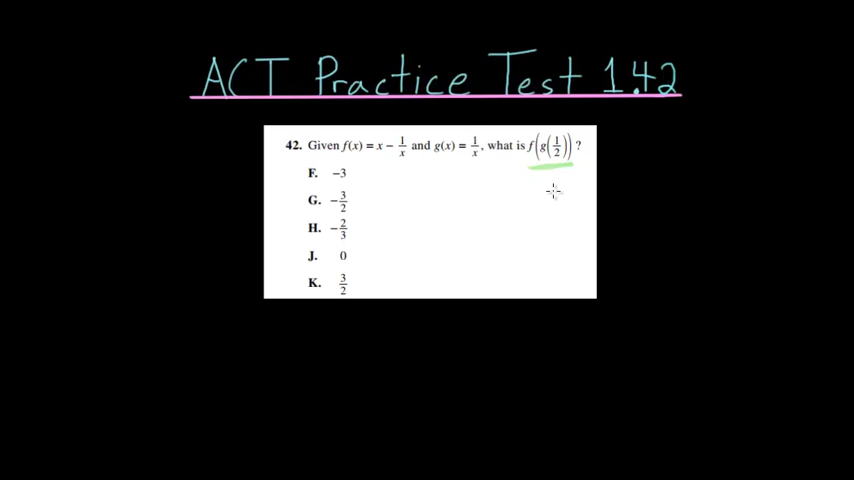 ACT Practice Test 1.42
42. Given f(x) = x − 1/x and g(x) = 1/x, what is f(g(1/2)) ?
F. −3
G. −3/2
H. −2/3
J. 0
K. 3/2